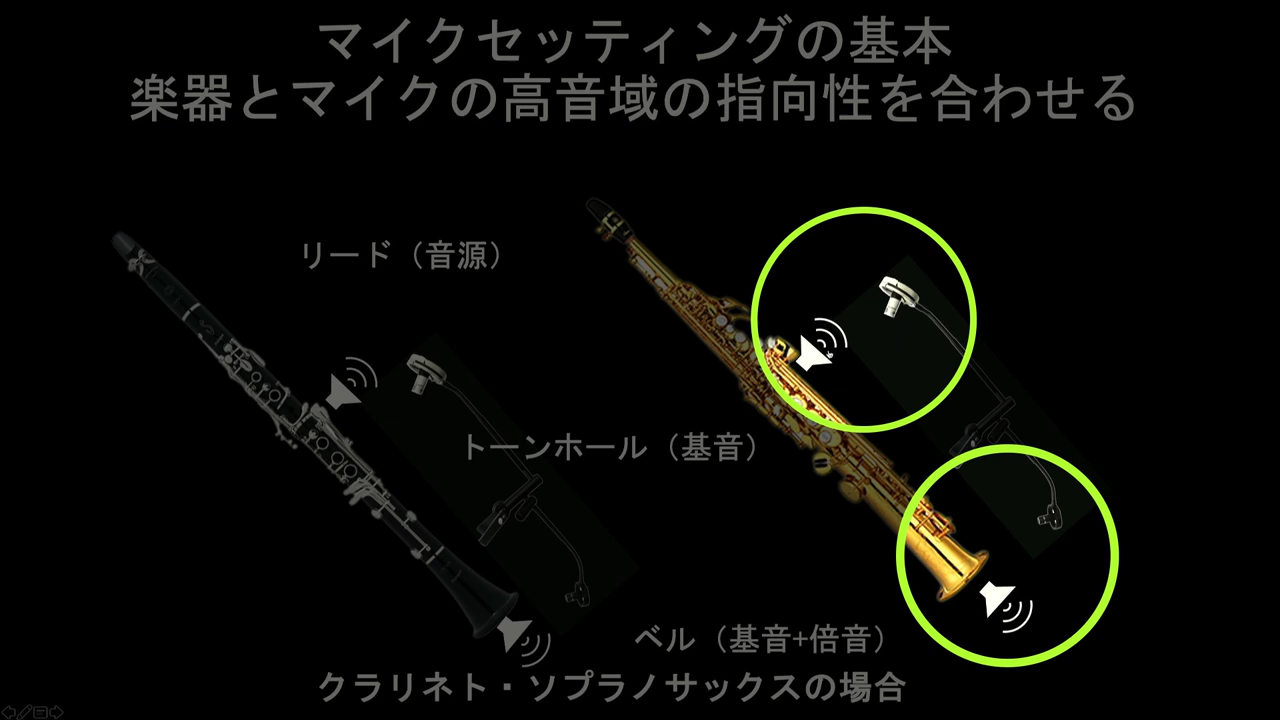 マイクセッティングの基本
楽器とマイクの高音域の指向性を合わせる
リード（音源）
トーンホール（基音）
ベル（基音+倍音）
クラリネト・ソプラノサックスの場合